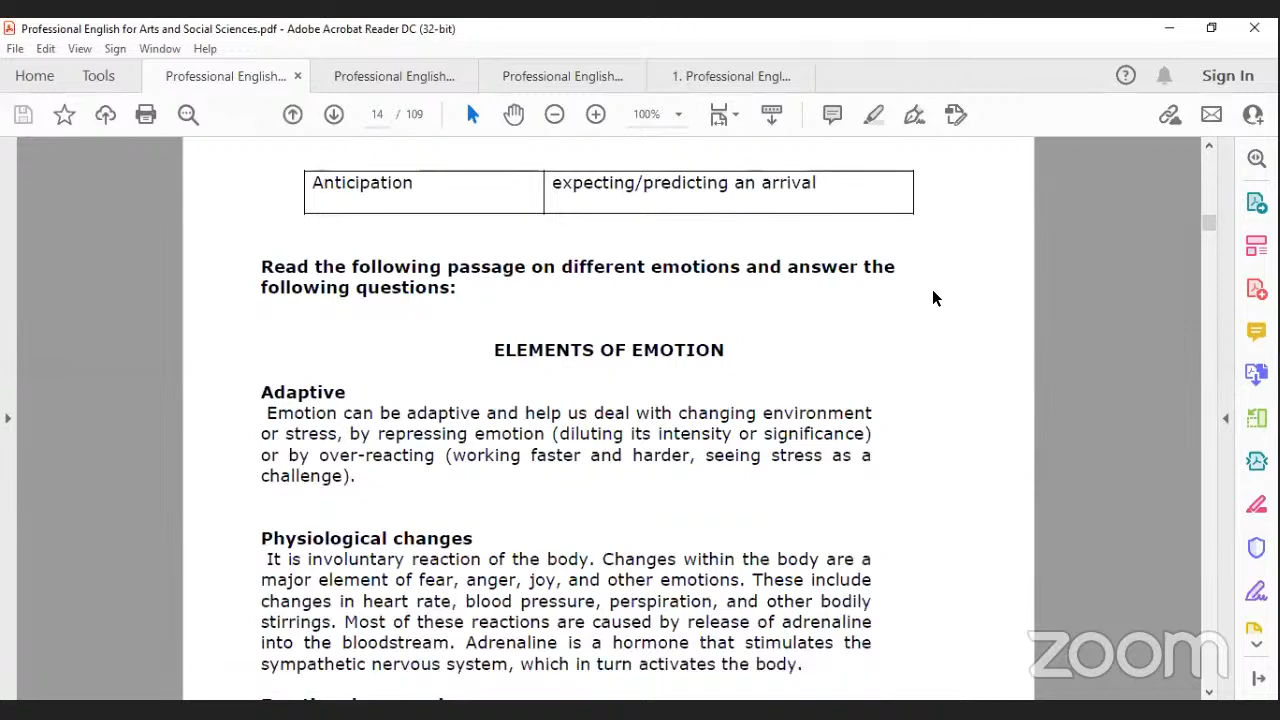 Professional English for Arts and Social Sciences.pdf - Adobe Acrobat Reader DC (32-bit)
File Edit View Window Help
Home Tools Professional English... × Professional English... Professional English... 1. Professional Engl... Sign In
14 / 109 100%
Anticipation expecting/predicting an arrival
Read the following passage on different emotions and answer the
following questions:
ELEMENTS OF EMOTION
Adaptive
Emotion can be adaptive and help us deal with changing environment
or stress, by repressing emotion (diluting its intensity or significance)
or by over-reacting (working faster and harder, seeing stress as a
challenge).
Physiological changes
It is involuntary reaction of the body. Changes within the body are a
major element of fear, anger, joy, and other emotions. These include
changes in heart rate, blood pressure, perspiration, and other bodily
stirrings. Most of these reactions are caused by release of adrenaline
into the bloodstream. Adrenaline is a hormone that stimulates the
sympathetic nervous system, which in turn activates the body.
zoom